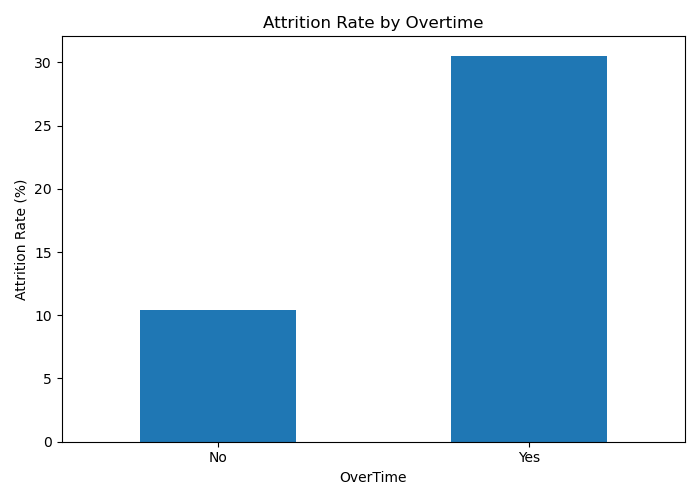 Attrition Rate by Overtime
Attrition Rate (%)
30
25
20
15
10
5
0
No Yes
OverTime